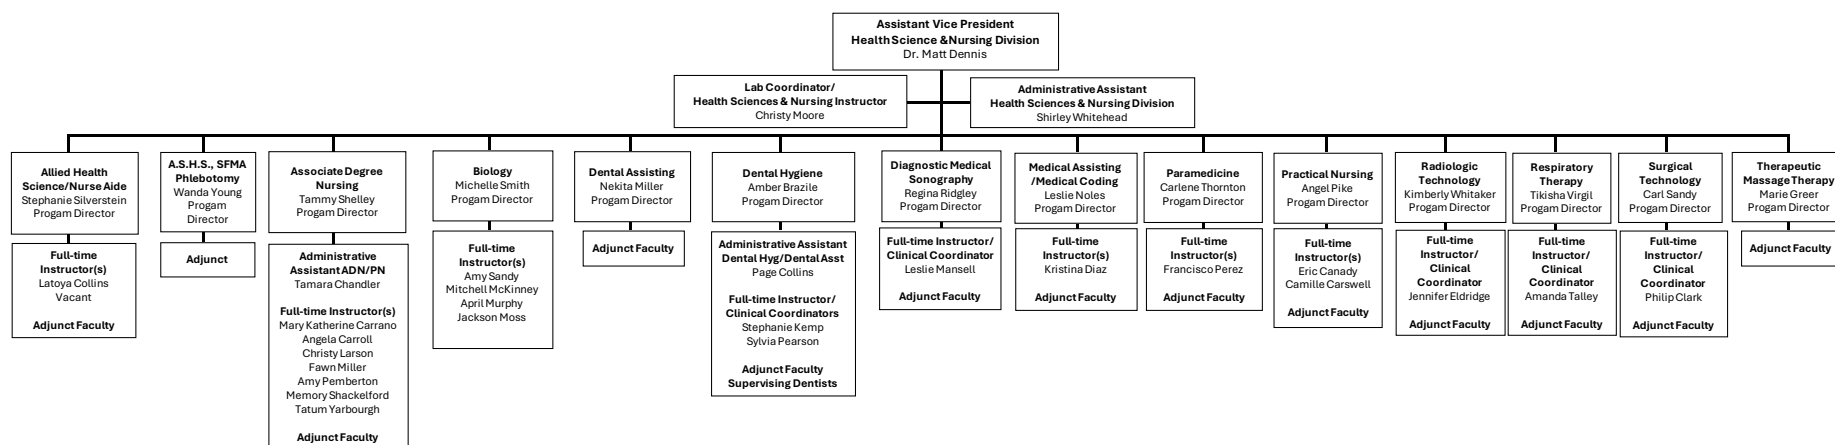 Assistant Vice President
Health Science & Nursing Division
Dr. Matt Dennis
Lab Coordinator/
Health Sciences & Nursing Instructor
Christy Moore
Administrative Assistant
Health Sciences & Nursing Division
Shirley Whitehead
Allied Health
Science/Nurse Aide
Stephanie Silverstein
Progam Director
Full-time
Instructor(s)
Latoya Collins
Vacant
Adjunct Faculty
A.S.H.S., SFMA
Phlebotomy
Wanda Young
Progam
Director
Adjunct
Associate Degree
Nursing
Tammy Shelley
Progam Director
Administrative
Assistant ADN/PN
Tamara Chandler
Full-time Instructor(s)
Mary Katherine Carrano
Angela Carroll
Christy Larson
Fawn Miller
Amy Pemberton
Memory Shackelford
Tatum Yarbourgh
Adjunct Faculty
Biology
Michelle Smith
Progam Director
Full-time
Instructor(s)
Amy Sandy
Mitchell McKinney
April Murphy
Jackson Moss
Dental Assisting
Nekita Miller
Progam Director
Adjunct Faculty
Dental Hygiene
Amber Brazile
Progam Director
Administrative Assistant
Dental Hyg/Dental Asst
Page Collins
Full-time Instructor/
Clinical Coordinators
Stephanie Kemp
Sylvia Pearson
Adjunct Faculty
Supervising Dentists
Diagnostic Medical
Sonography
Regina Ridgley
Progam Director
Full-time Instructor/
Clinical Coordinator
Leslie Mansell
Adjunct Faculty
Medical Assisting
/Medical Coding
Leslie Noles
Progam Director
Full-time
Instructor(s)
Kristina Diaz
Adjunct Faculty
Paramedicine
Carlene Thornton
Progam Director
Full-time
Instructor(s)
Francisco Perez
Adjunct Faculty
Practical Nursing
Angel Pike
Progam Director
Full-time
Instructor(s)
Eric Canady
Camille Carswell
Adjunct Faculty
Radiologic
Technology
Kimberly Whitaker
Progam Director
Full-time
Instructor/
Clinical
Coordinator
Jennifer Eldridge
Adjunct Faculty
Respiratory
Therapy
Tikisha Virgil
Progam Director
Full-time
Instructor/
Clinical
Coordinator
Amanda Talley
Adjunct Faculty
Surgical
Technology
Carl Sandy
Progam Director
Full-time
Instructor/
Clinical
Coordinator
Philip Clark
Adjunct Faculty
Therapeutic
Massage Therapy
Marie Greer
Progam Director
Adjunct Faculty